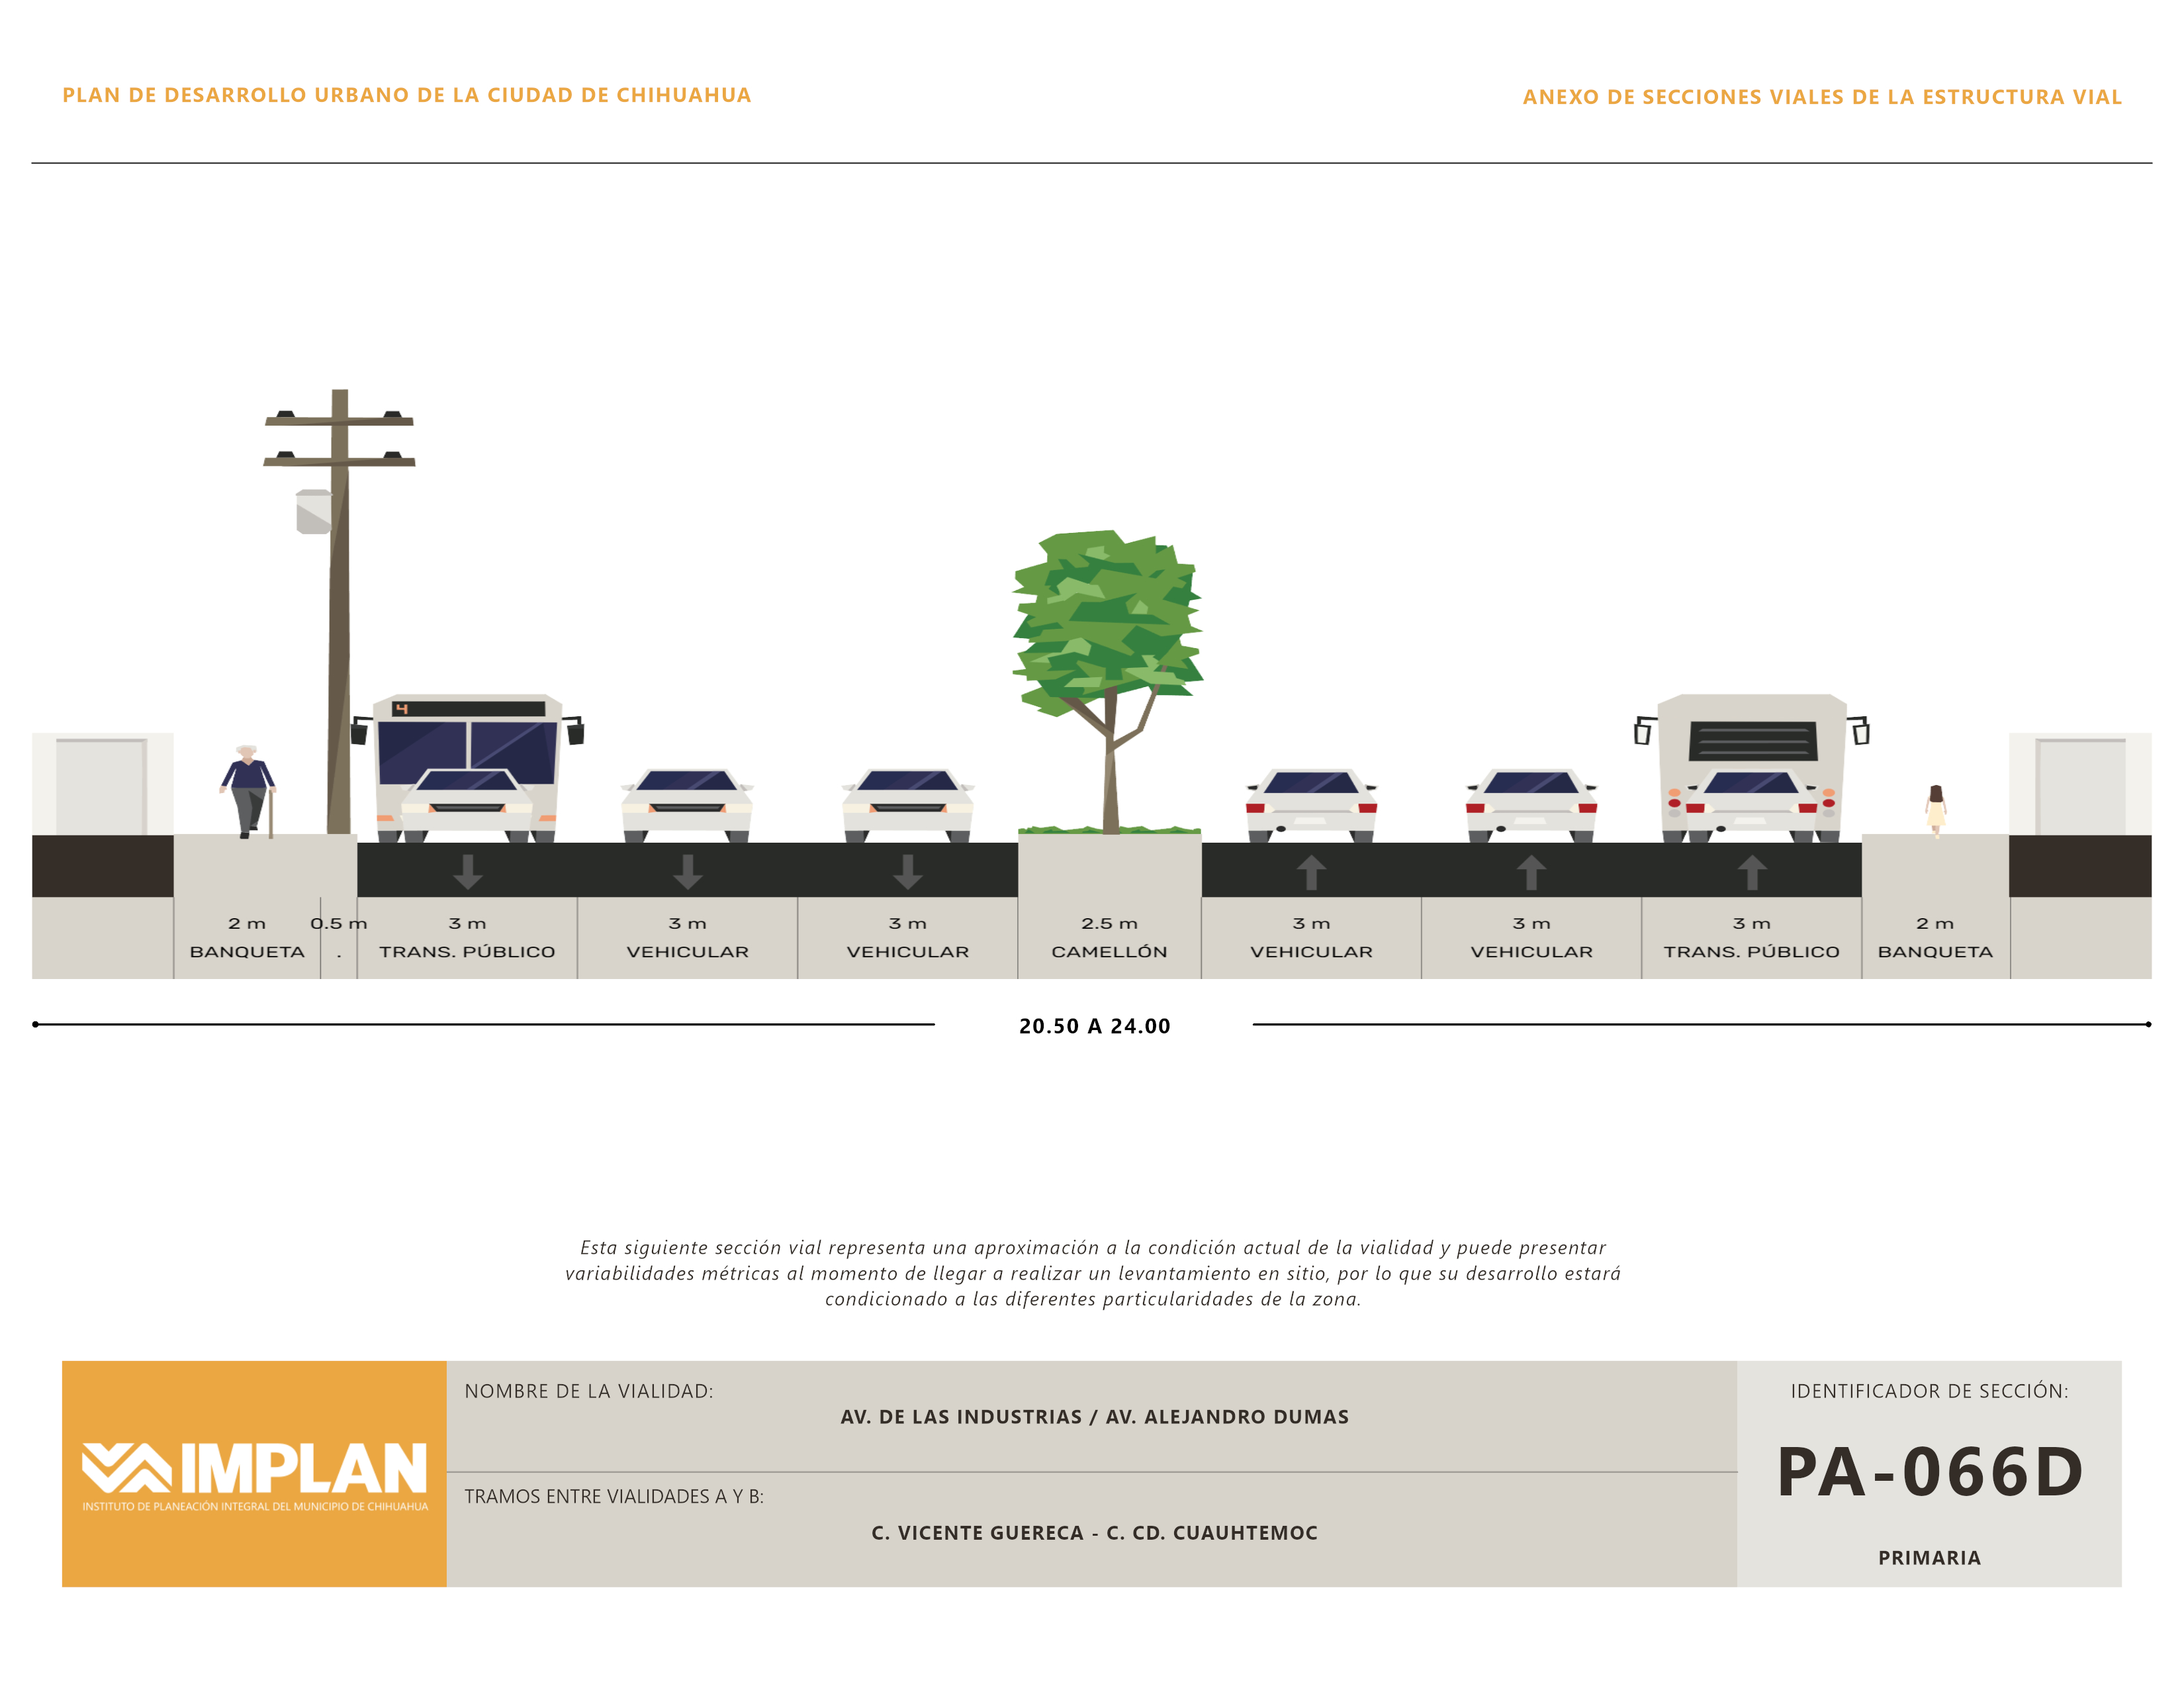 PLAN DE DESARROLLO URBANO DE LA CIUDAD DE CHIHUAHUA
ANEXO DE SECCIONES VIALES DE LA ESTRUCTURA VIAL
4
2 m 0.5 m 3 m 3 m 3 m 2.5 m 3 m 3 m 3 m 2 m
BANQUETA . TRANS. PÚBLICO VEHICULAR VEHICULAR CAMELLÓN VEHICULAR VEHICULAR TRANS. PÚBLICO BANQUETA
20.50 A 24.00
Esta siguiente sección vial representa una aproximación a la condición actual de la vialidad y puede presentar
variabilidades métricas al momento de llegar a realizar un levantamiento en sitio, por lo que su desarrollo estará
condicionado a las diferentes particularidades de la zona.
IMPLAN
INSTITUTO DE PLANEACIÓN INTEGRAL DEL MUNICIPIO DE CHIHUAHUA
NOMBRE DE LA VIALIDAD:
AV. DE LAS INDUSTRIAS / AV. ALEJANDRO DUMAS
TRAMOS ENTRE VIALIDADES A Y B:
C. VICENTE GUERECA - C. CD. CUAUHTEMOC
IDENTIFICADOR DE SECCIÓN:
PA-066D
PRIMARIA